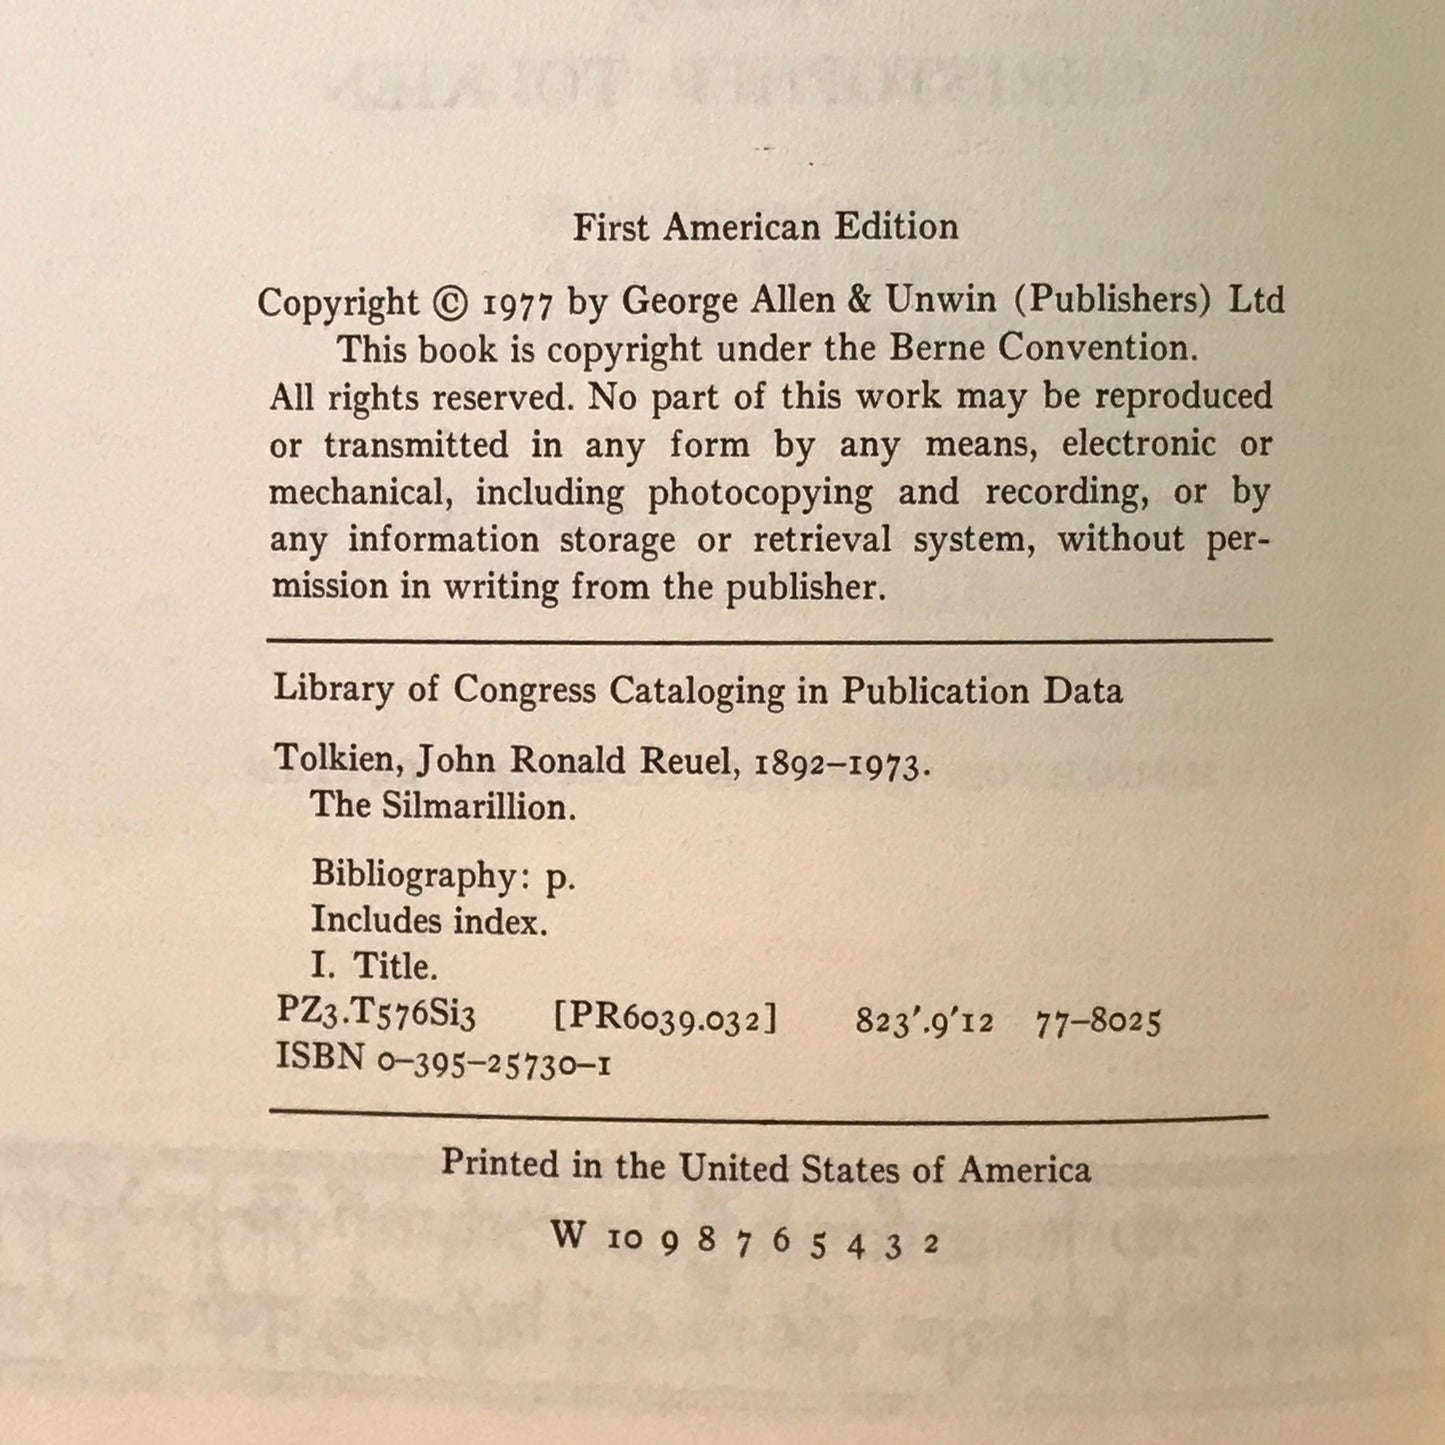 First American Edition
Copyright © 1977 by George Allen & Unwin (Publishers) Ltd
This book is copyright under the Berne Convention.
All rights reserved. No part of this work may be reproduced
or transmitted in any form by any means, electronic or
mechanical, including photocopying and recording, or by
any information storage or retrieval system, without per-
mission in writing from the publisher.
Library of Congress Cataloging in Publication Data
Tolkien, John Ronald Reuel, 1892–1973.
The Silmarillion.
Bibliography: p.
Includes index.
I. Title.
PZ3.T576Si3 [PR6039.032] 823'.9'12 77–8025
ISBN 0–395–25730–1
Printed in the United States of America
W 10 9 8 7 6 5 4 3 2